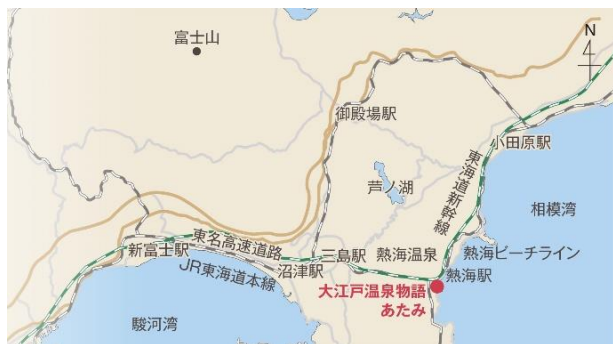 富士山
N
御殿場駅
小田原駅
東海道新幹線
芦ノ湖
相模湾
東名高速道路
三島駅
熱海温泉
熱海ビーチライン
新富士駅
沼津駅
熱海駅
JR東海道本線
大江戸温泉物語
あたみ
駿河湾